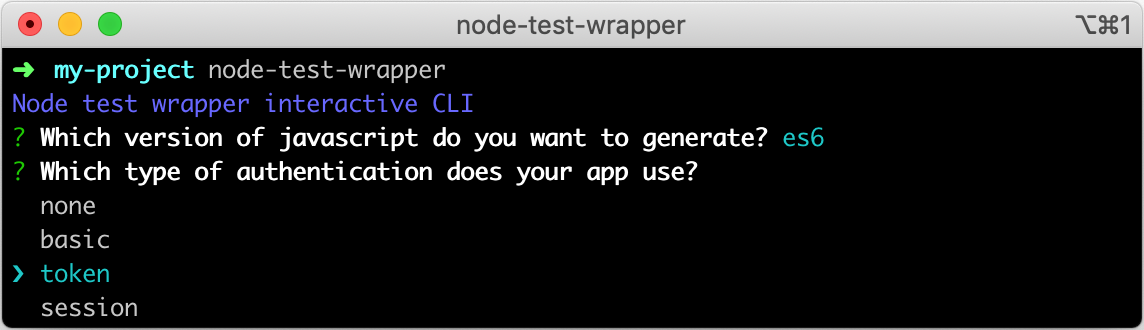 node-test-wrapper ⌥⌘1
➜ my-project node-test-wrapper
Node test wrapper interactive CLI
? Which version of javascript do you want to generate? es6
? Which type of authentication does your app use?
none
basic
❯ token
session